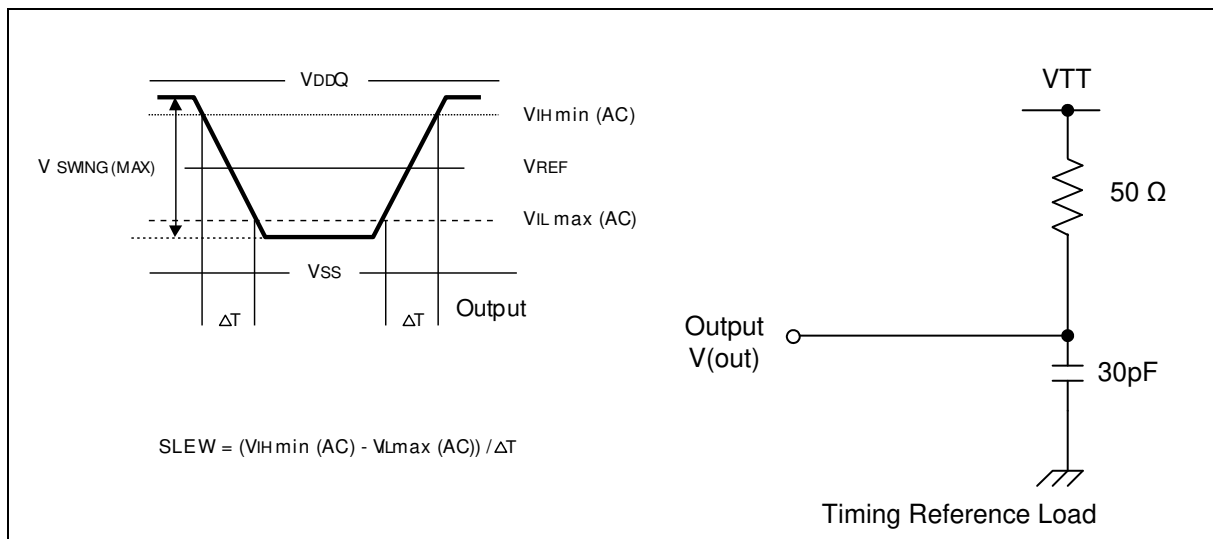 VDDQ
VIH min (AC)
V SWING (MAX)
VREF
VIL max (AC)
VSS
Output
ΔT
ΔT
SLEW = (VIH min (AC) - VILmax (AC)) / ΔT
VTT
50 Ω
Output
V(out)
30pF
Timing Reference Load